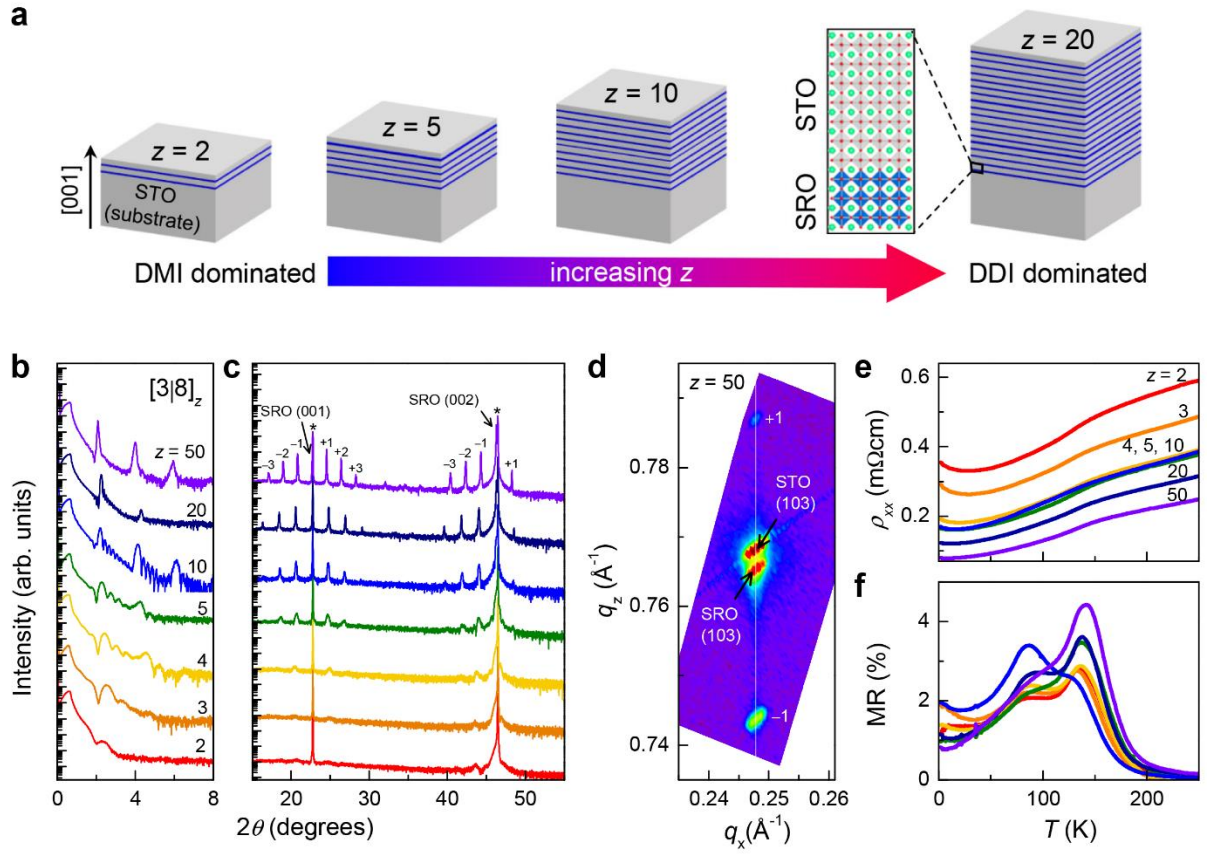 a
z = 2
z = 5
z = 10
z = 20
STO
SRO
[001]
STO
(substrate)
DMI dominated
increasing z
DDI dominated
b
c
d
e
f
[3|8]z
z = 50
20
10
5
4
3
2
Intensity (arb. units)
0
4
8
SRO (001)
*
SRO (002)
*
−3
−2
−1
+1
+2
+3
−3
−2
−1
+1
20
30
40
50
2θ (degrees)
z = 50
+1
STO
(103)
SRO
(103)
−1
0.78
0.76
0.74
qz (Å-1)
0.24
0.25
0.26
qx (Å-1)
0.6
0.4
0.2
ρxx (mΩcm)
z = 2
3
4, 5, 10
20
50
4
2
0
MR (%)
0
100
200
T (K)